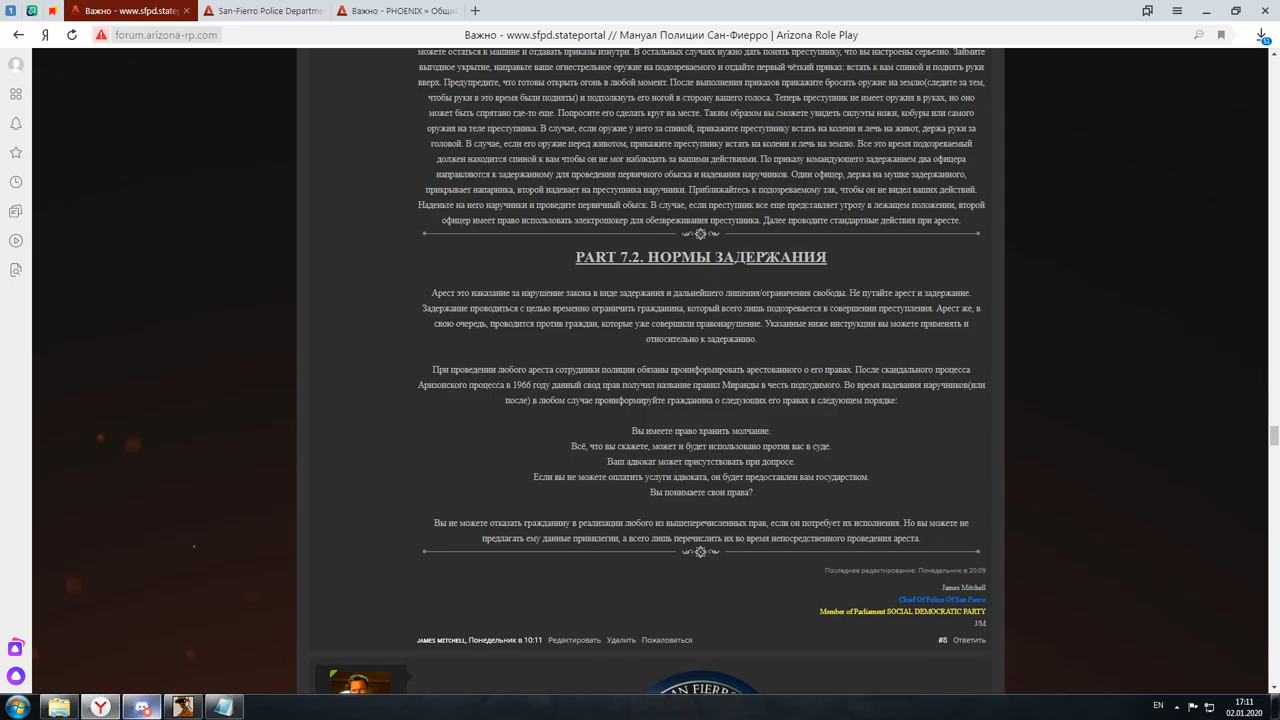 1
Важно - www.sfpd.statep
San-Fierro Police Departme
Важно - PHOENIX » Общи
forum.arizona-rp.com
Важно - www.sfpd.stateportal // Мануал Полиции Сан-Фиерро | Arizona Role Play
можете остаться в машине и отдавать приказы изнутри. В остальных случаях нужно дать понять преступнику, что вы настроены серьезно. Займите
выгодное укрытие, направьте ваше огнестрельное оружие на подозреваемого и отдайте первый чёткий приказ: встать к вам спиной и поднять руки
вверх. Предупредите, что готовы открыть огонь в любой момент. После выполнения приказов прикажите бросить оружие на землю(следите за тем,
чтобы руки в это время были подняты) и подтолкнуть его ногой в сторону вашего голоса. Теперь преступник не имеет оружия в руках, но оно
может быть спрятано где-то еще. Попросите его сделать круг на месте. Таким образом вы сможете увидеть силуэты ножн, кобуры или самого
оружия на теле преступника. В случае, если оружие у него за спиной, прикажите преступнику встать на колени и лечь на живот, держа руки за
головой. В случае, если его оружие перед животом, прикажите преступнику встать на колени и лечь на землю. Все это время подозреваемый
должен находится спиной к вам чтобы он не мог наблюдать за вашими действиями. По приказу командующего задержанием два офицера
направляются к задержанному для проведения первичного обыска и надевания наручников. Один офицер, держа на мушке задержанного,
прикрывает напарника, второй надевает на преступника наручники. Приближайтесь к подозреваемому так, чтобы он не видел ваших действий.
Наденьте на него наручники и проведите первичный обыск. В случае, если преступник все еще представляет угрозу в лежащем положении, второй
офицер имеет право использовать электрошокер для обезвреживания преступника. Далее проводите стандартные действия при аресте.
PART 7.2. НОРМЫ ЗАДЕРЖАНИЯ
Арест это наказание за нарушение закона в виде задержания и дальнейшего лишения/ограничения свободы. Не путайте арест и задержание.
Задержание проводиться с целью временно ограничить гражданина, который всего лишь подозревается в совершении преступления. Арест же, в
свою очередь, проводится против граждан, которые уже совершили правонарушение. Указанные ниже инструкции вы можете применять и
относительно к задержанию.
При проведении любого ареста сотрудники полиции обязаны проинформировать арестованного о его правах. После скандального процесса
Аризонского процесса в 1966 году данный свод прав получил название правил Миранды в честь подсудимого. Во время надевания наручников(или
после) в любом случае проинформируйте гражданина о следующих его правах в следующем порядке:
Вы имеете право хранить молчание.
Всё, что вы скажете, может и будет использовано против вас в суде.
Ваш адвокат может присутствовать при допросе.
Если вы не можете оплатить услуги адвоката, он будет предоставлен вам государством.
Вы понимаете свои права?
Вы не можете отказать гражданину в реализации любого из вышеперечисленных прав, если он потребует их исполнения. Но вы можете не
предлагать ему данные привилегии, а всего лишь перечислить их во время непосредственного проведения ареста.
Последнее редактирование: Понедельник в 20:09
James Mitchell
Chief Of Police Of San Fierro
Member of Parliament SOCIAL DEMOCRATIC PARTY
J/M
JAMES MITCHELL, Понедельник в 10:11 Редактировать Удалить Пожаловаться
#8 Ответить
SAN FIERRO
EN
17:11
02.01.2020